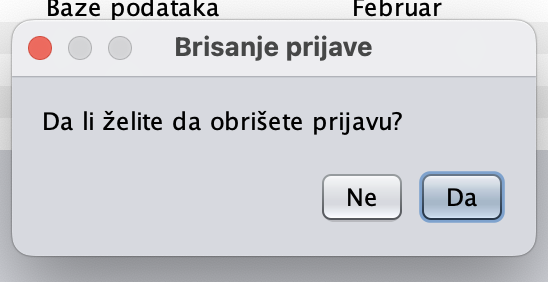 Baze podataka Februar
Brisanje prijave
Da li želite da obrišete prijavu?
Ne Da